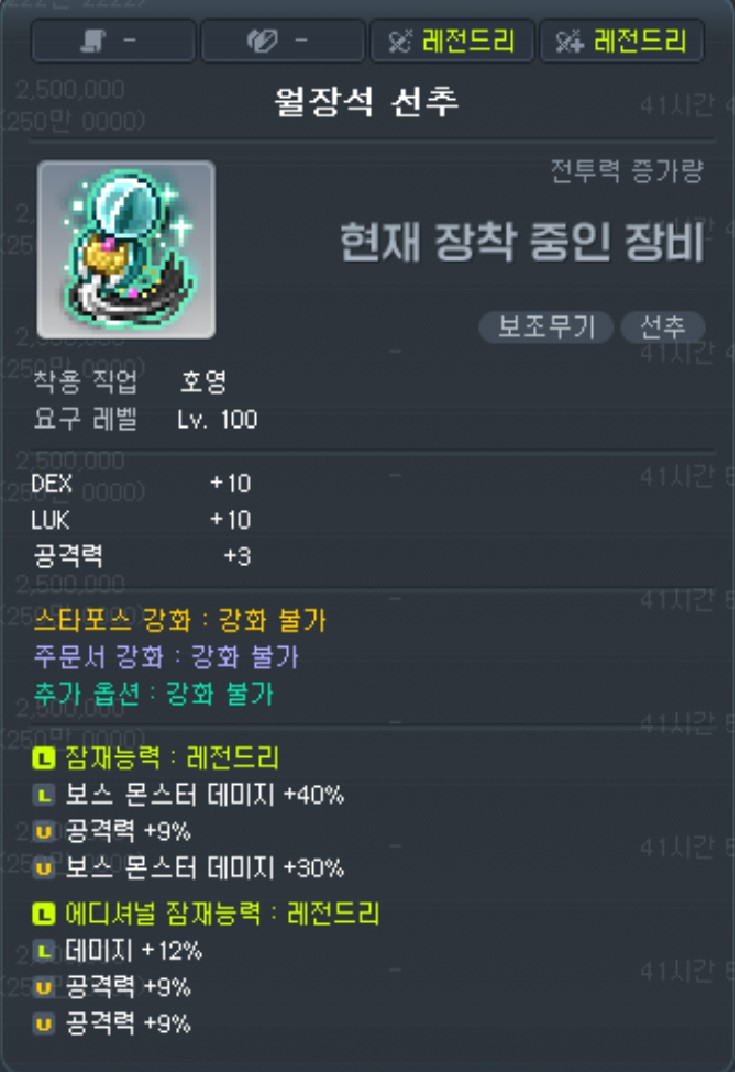 - - 레전드리 레전드리
월장석 선추
전투력 증가량
현재 장착 중인 장비
보조무기 선추
착용 직업 호영
요구 레벨 Lv. 100
DEX +10
LUK +10
공격력 +3
스타포스 강화 : 강화 불가
주문서 강화 : 강화 불가
추가 옵션 : 강화 불가
L 잠재능력 : 레전드리
L 보스 몬스터 데미지 +40%
U 공격력 +9%
U 보스 몬스터 데미지 +30%
L 에디셔널 잠재능력 : 레전드리
L 데미지 +12%
U 공격력 +9%
U 공격력 +9%